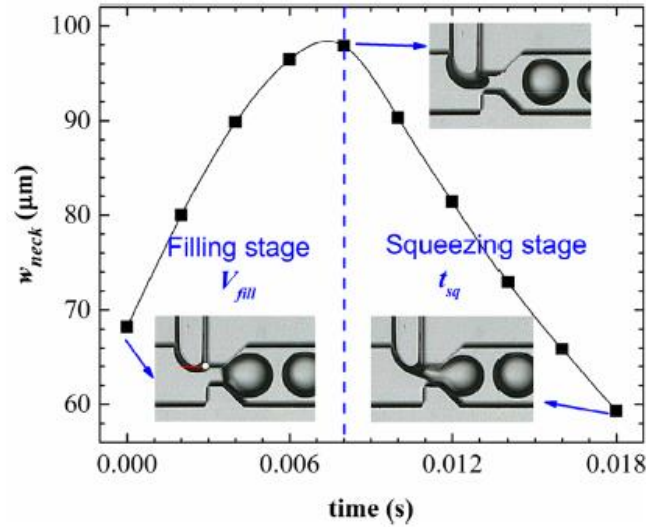 100
90
80
70
60
w_neck (μm)
Filling stage
V_fill
Squeezing stage
t_sq
0.000
0.006
0.012
0.018
time (s)